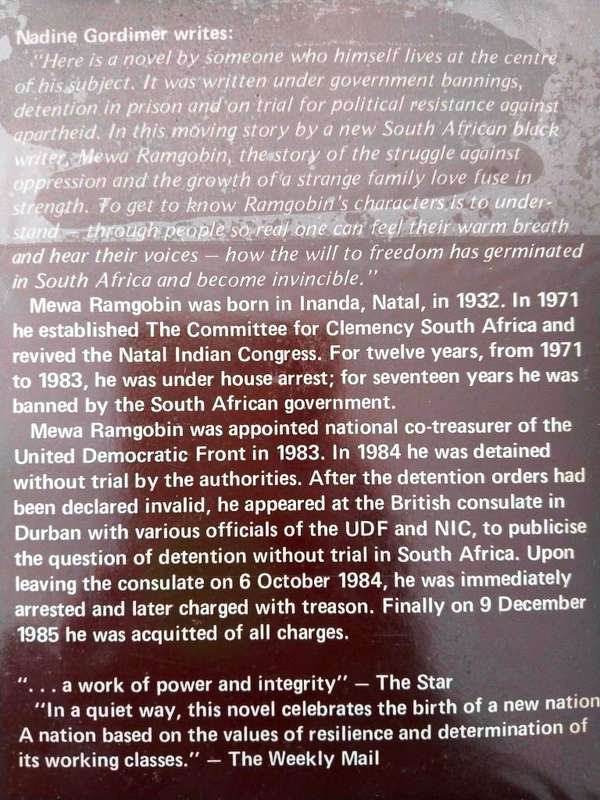 Nadine Gordimer writes:
"Here is a novel by someone who himself lives at the centre
of his subject. It was written under government bannings,
detention in prison and on trial for political resistance against
apartheid. In this moving story by a new South African black
writer, Mewa Ramgobin, the story of the struggle against
oppression and the growth of a strange family love fuse in
strength. To get to know Ramgobin's characters is to under-
stand — through people so real one can feel their warm breath
and hear their voices — how the will to freedom has germinated
in South Africa and become invincible."
Mewa Ramgobin was born in Inanda, Natal, in 1932. In 1971
he established The Committee for Clemency South Africa and
revived the Natal Indian Congress. For twelve years, from 1971
to 1983, he was under house arrest; for seventeen years he was
banned by the South African government.
Mewa Ramgobin was appointed national co-treasurer of the
United Democratic Front in 1983. In 1984 he was detained
without trial by the authorities. After the detention orders had
been declared invalid, he appeared at the British consulate in
Durban with various officials of the UDF and NIC, to publicise
the question of detention without trial in South Africa. Upon
leaving the consulate on 6 October 1984, he was immediately
arrested and later charged with treason. Finally on 9 December
1985 he was acquitted of all charges.
". . . a work of power and integrity" — The Star
"In a quiet way, this novel celebrates the birth of a new nation
A nation based on the values of resilience and determination of
its working classes." — The Weekly Mail